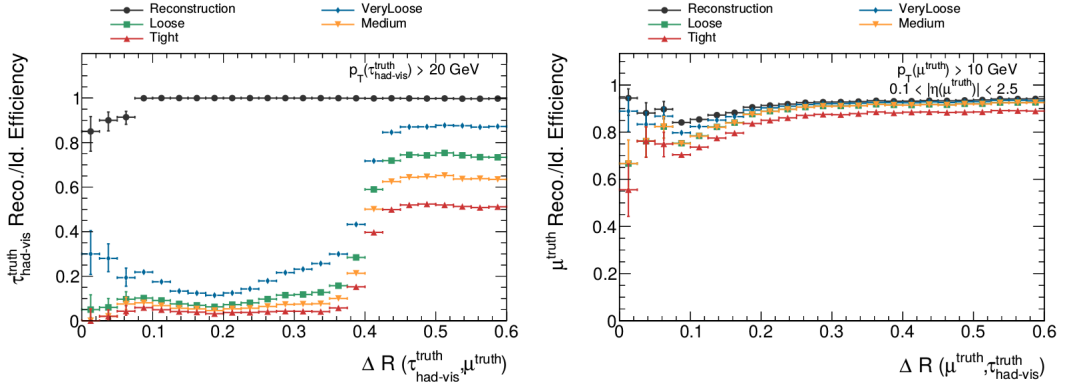 Reconstruction
VeryLoose
Loose
Medium
Tight
p_T(τ^truth_had-vis) > 20 GeV
τ^truth_had-vis Reco./Id. Efficiency
1
0.8
0.6
0.4
0.2
0
0 0.1 0.2 0.3 0.4 0.5 0.6
Δ R (τ^truth_had-vis,μ^truth)
Reconstruction
VeryLoose
Loose
Medium
Tight
p_T(μ^truth) > 10 GeV
0.1 < |η(μ^truth)| < 2.5
μ^truth Reco./Id. Efficiency
1
0.8
0.6
0.4
0.2
0
0 0.1 0.2 0.3 0.4 0.5 0.6
Δ R (μ^truth,τ^truth_had-vis)